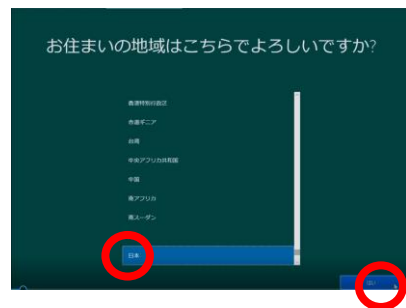 お住まいの地域はこちらでよろしいですか?
香港特別行政区
赤道ギニア
台湾
中央アフリカ共和国
中国
南アフリカ
南スーダン
日本
はい